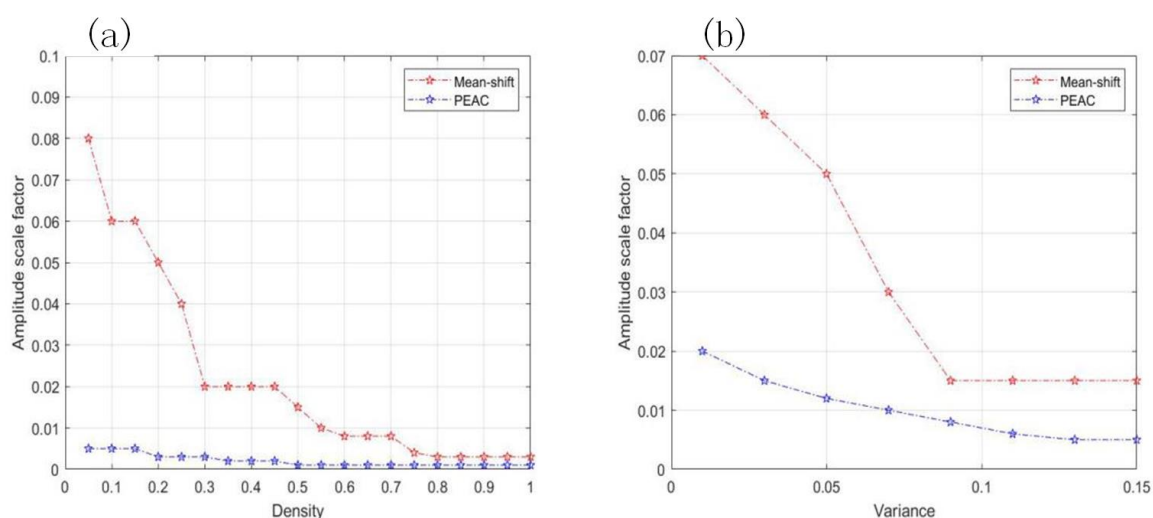 (a)
Amplitude scale factor
0.1
0.09
0.08
0.07
0.06
0.05
0.04
0.03
0.02
0.01
0
Mean-shift
PEAC
0 0.1 0.2 0.3 0.4 0.5 0.6 0.7 0.8 0.9 1
Density
(b)
Amplitude scale factor
0.07
0.06
0.05
0.04
0.03
0.02
0.01
0
Mean-shift
PEAC
0 0.05 0.1 0.15
Variance